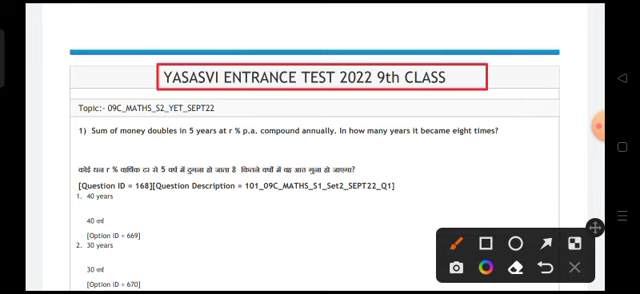 YASASVI ENTRANCE TEST 2022 9th CLASS
Topic:- 09C_MATHS_S2_YET_SEPT22
1) Sum of money doubles in 5 years at r % p.a. compound annually. In how many years it became eight times?
कोई धन r % वार्षिक दर से 5 वर्ष में दुगना हो जाता है कितने वर्षों में वह आठ गुना हो जाएगा?
[Question ID = 168][Question Description = 101_09C_MATHS_S1_Set2_SEPT22_Q1]
1. 40 years
40 वर्ष
[Option ID = 669]
2. 30 years
30 वर्ष
[Option ID = 670]